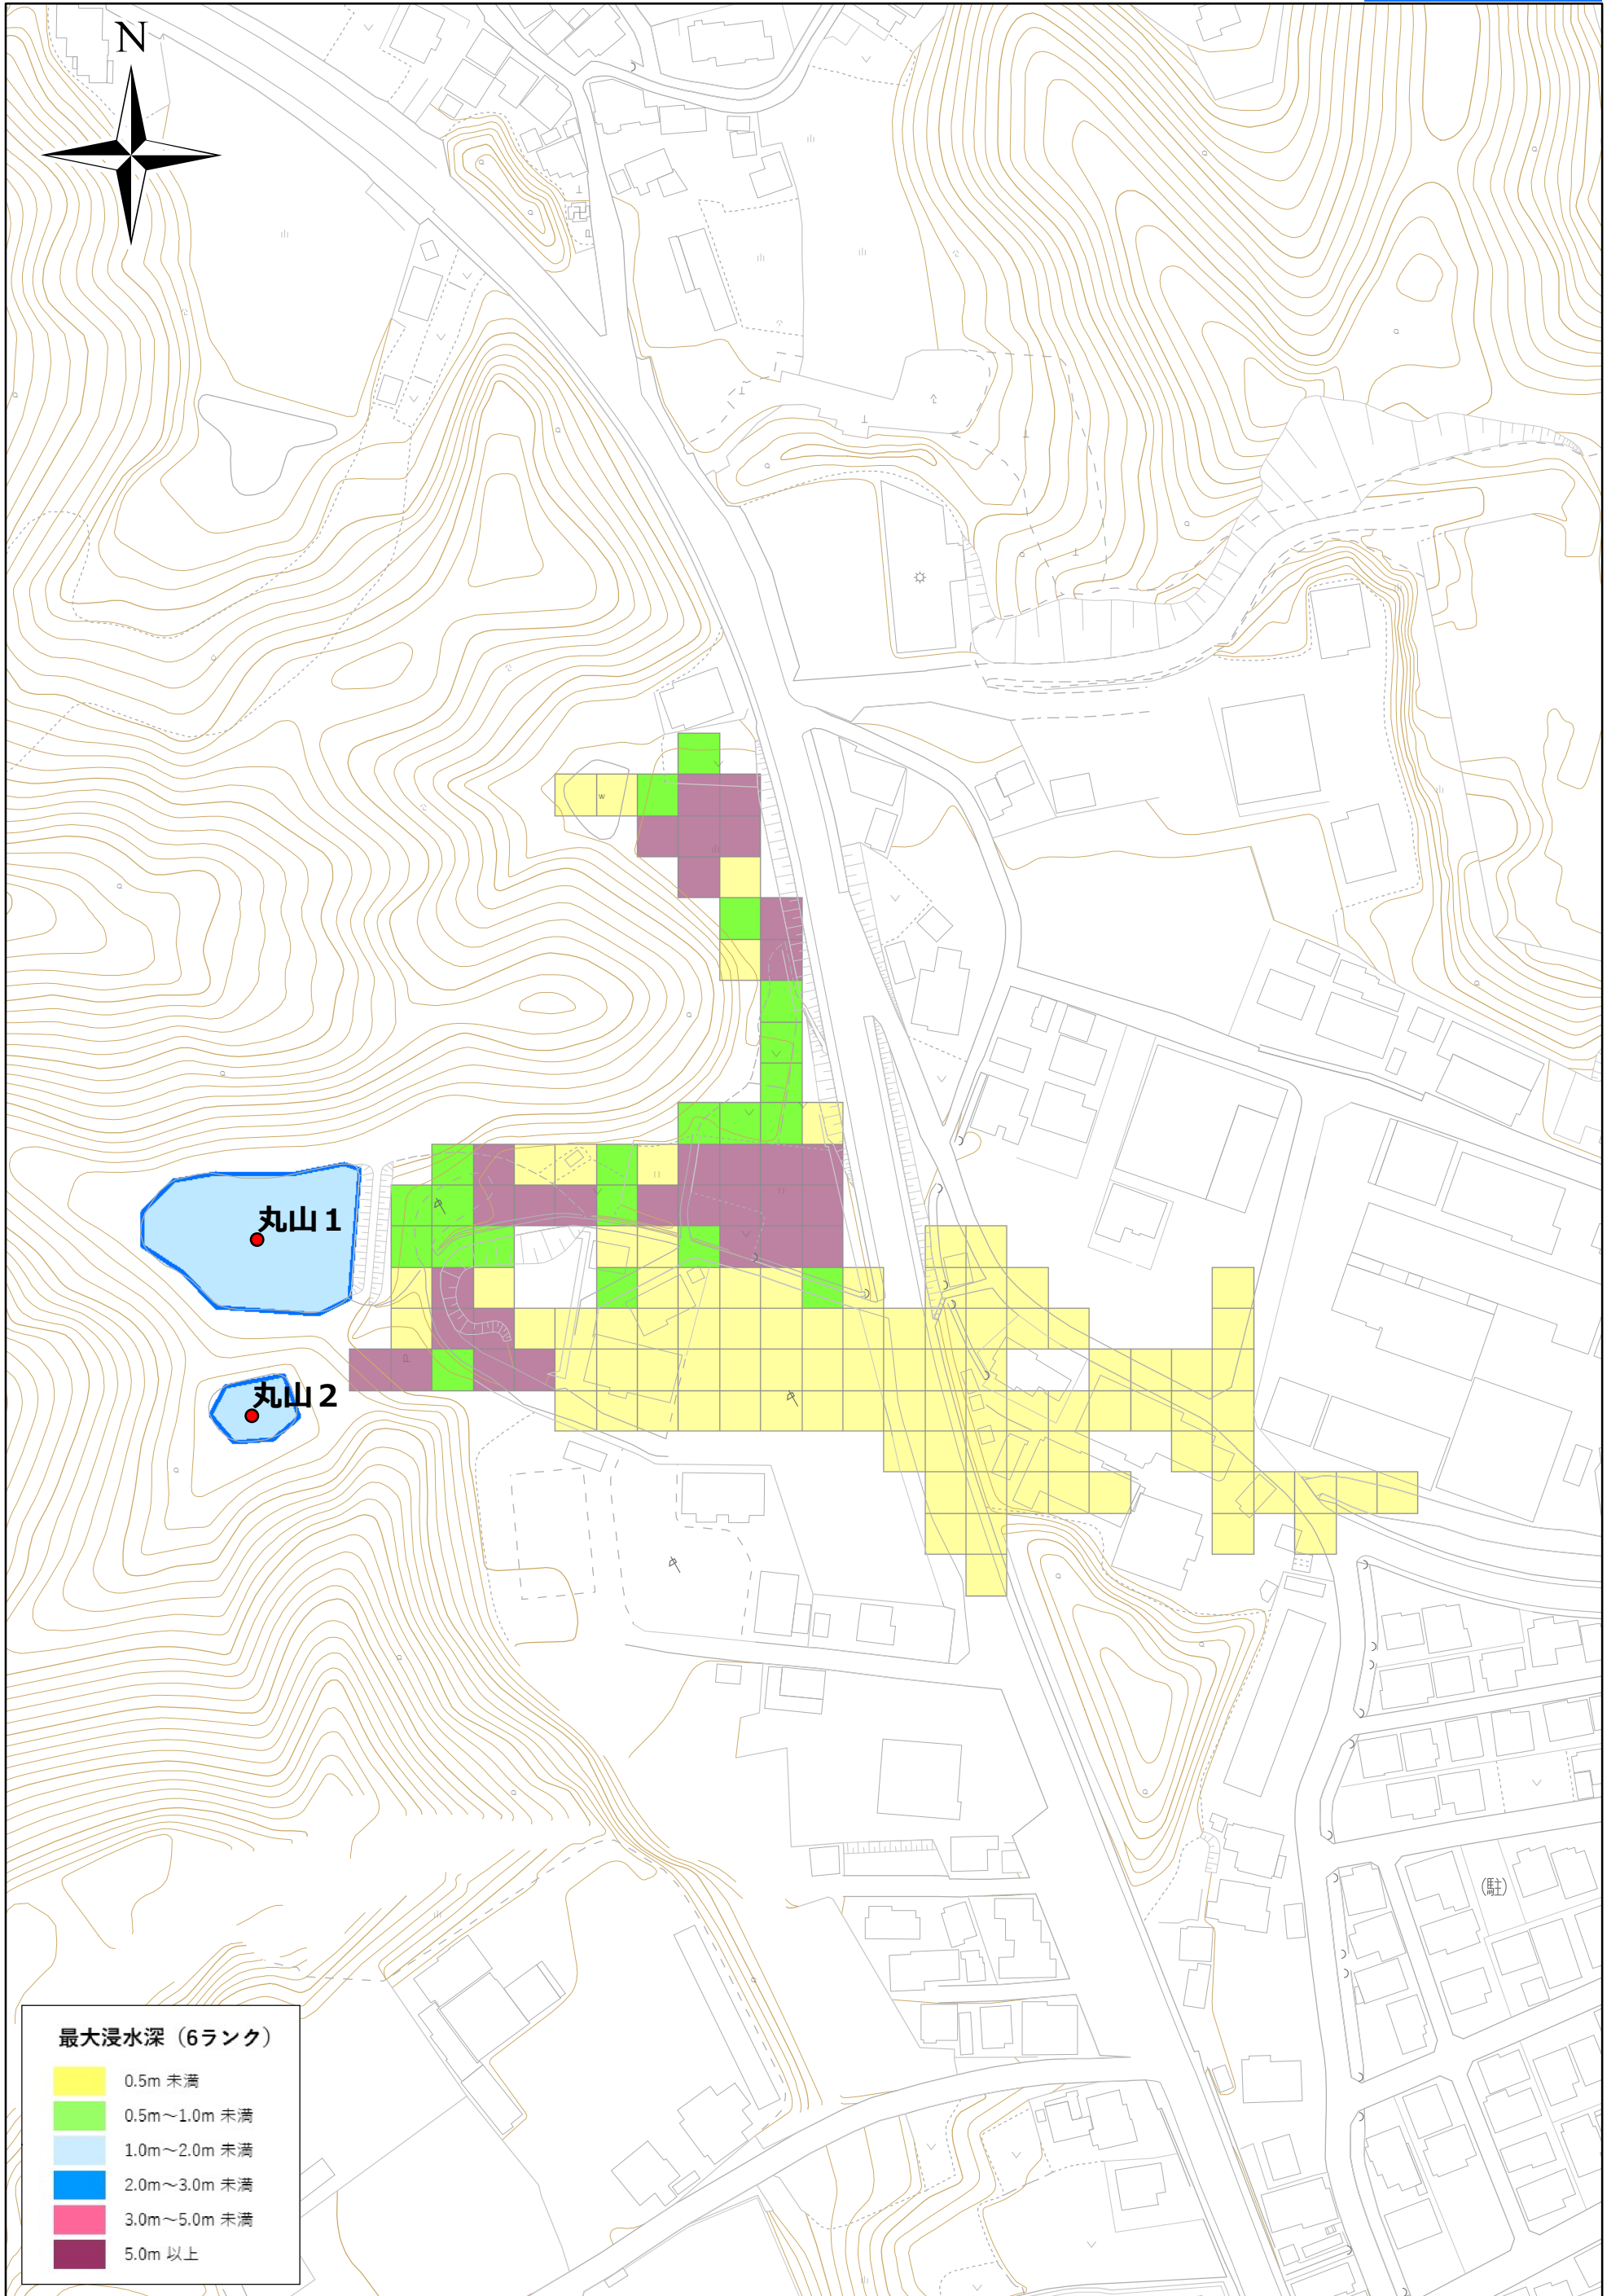 N
丸山１
丸山２
(駐)
最大浸水深（6ランク）
0.5m 未満
0.5m～1.0m 未満
1.0m～2.0m 未満
2.0m～3.0m 未満
3.0m～5.0m 未満
5.0m 以上